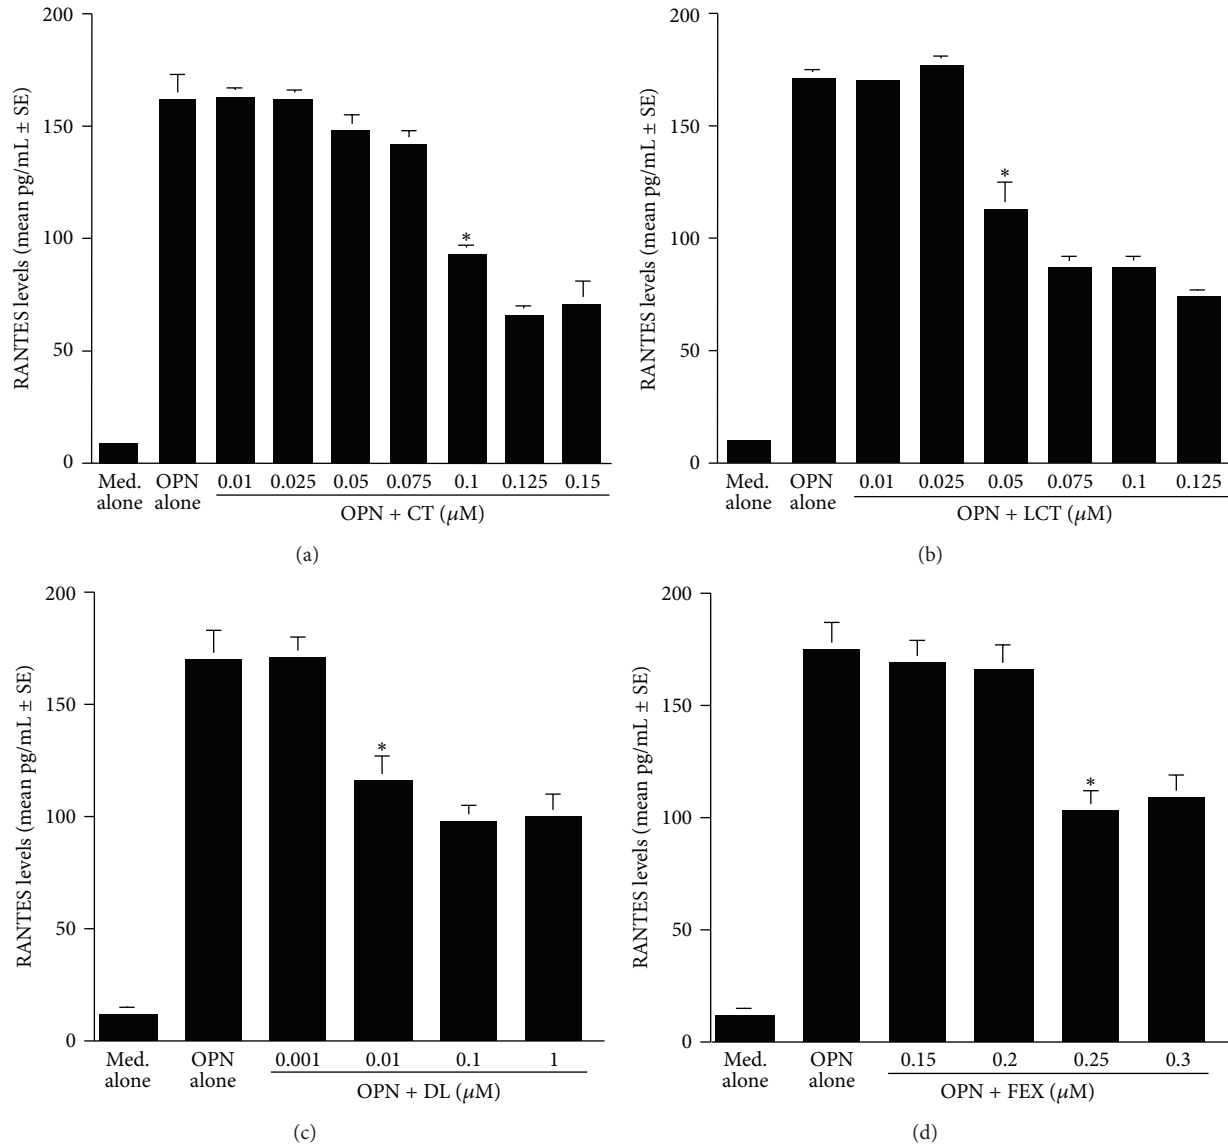 RANTES levels (mean pg/mL ± SE)
200
150
100
50
0
Med. alone
OPN alone
0.01 0.025 0.05 0.075 0.1 0.125 0.15
*
OPN + CT (μM)
(a)
RANTES levels (mean pg/mL ± SE)
200
150
100
50
0
Med. alone
OPN alone
0.01 0.025 0.05 0.075 0.1 0.125
*
OPN + LCT (μM)
(b)
RANTES levels (mean pg/mL ± SE)
200
150
100
50
0
Med. alone
OPN alone
0.001 0.01 0.1 1
*
OPN + DL (μM)
(c)
RANTES levels (mean pg/mL ± SE)
200
150
100
50
0
Med. alone
OPN alone
0.15 0.2 0.25 0.3
*
OPN + FEX (μM)
(d)